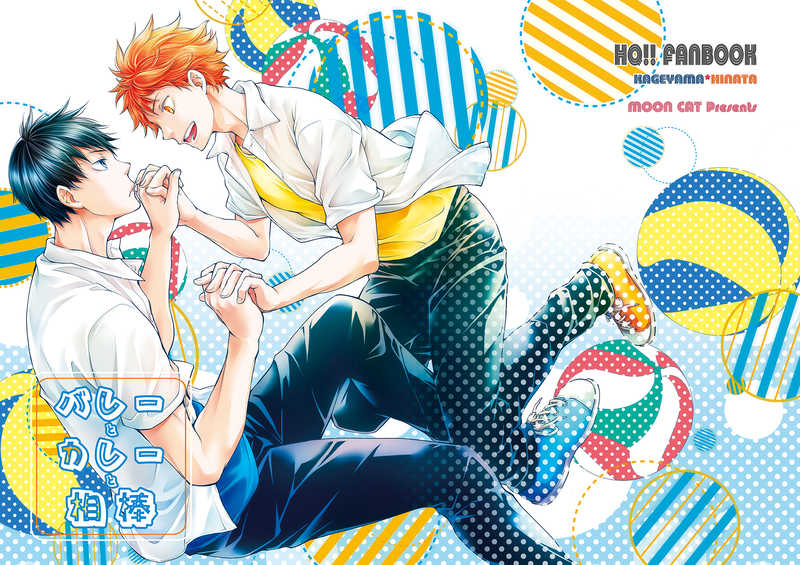 HQ!! FANBOOK
KAGEYAMA★HINATA
MOON CAT Presents
バレー
と
カレー
と
相棒